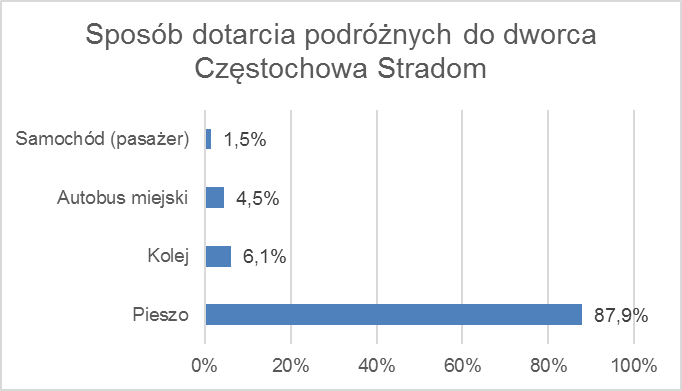 Sposób dotarcia podróżnych do dworca
Częstochowa Stradom
Samochód (pasażer) 1,5%
Autobus miejski 4,5%
Kolej 6,1%
Pieszo 87,9%
0% 20% 40% 60% 80% 100%